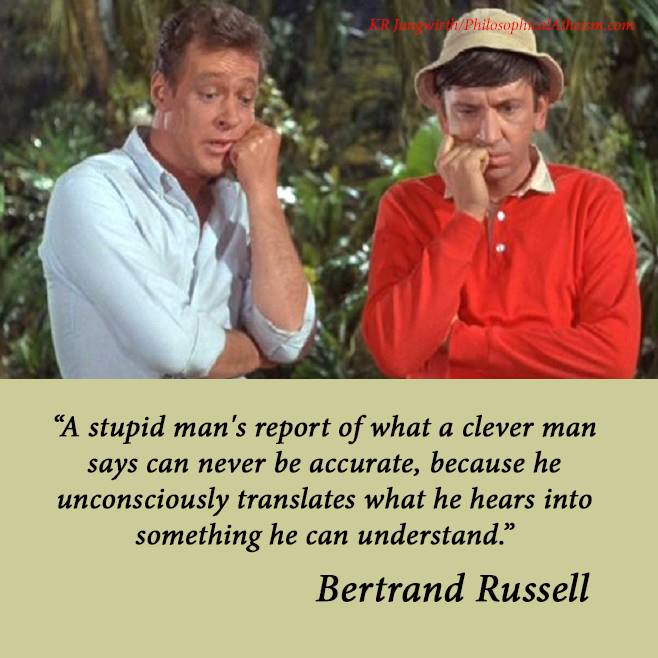 KR Jungwirth/PhilosophicalAtheism.com
“A stupid man's report of what a clever man
says can never be accurate, because he
unconsciously translates what he hears into
something he can understand.”
Bertrand Russell